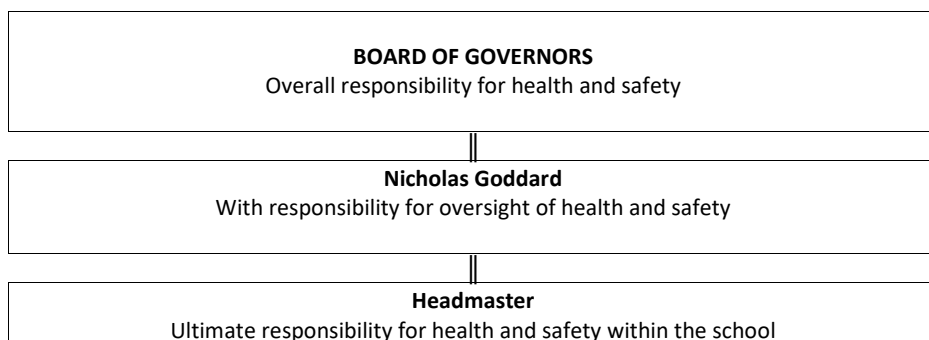 BOARD OF GOVERNORS
Overall responsibility for health and safety
Nicholas Goddard
With responsibility for oversight of health and safety
Headmaster
Ultimate responsibility for health and safety within the school